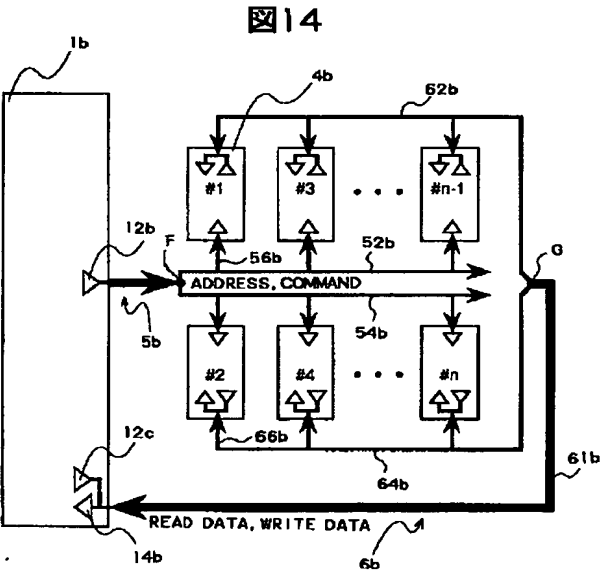 図14
1b
4b
62b
#1
#3
#n-1
12b
F
56b
52b
G
ADDRESS, COMMAND
5b
54b
#2
#4
#n
12c
66b
64b
61b
READ DATA, WRITE DATA
14b
6b